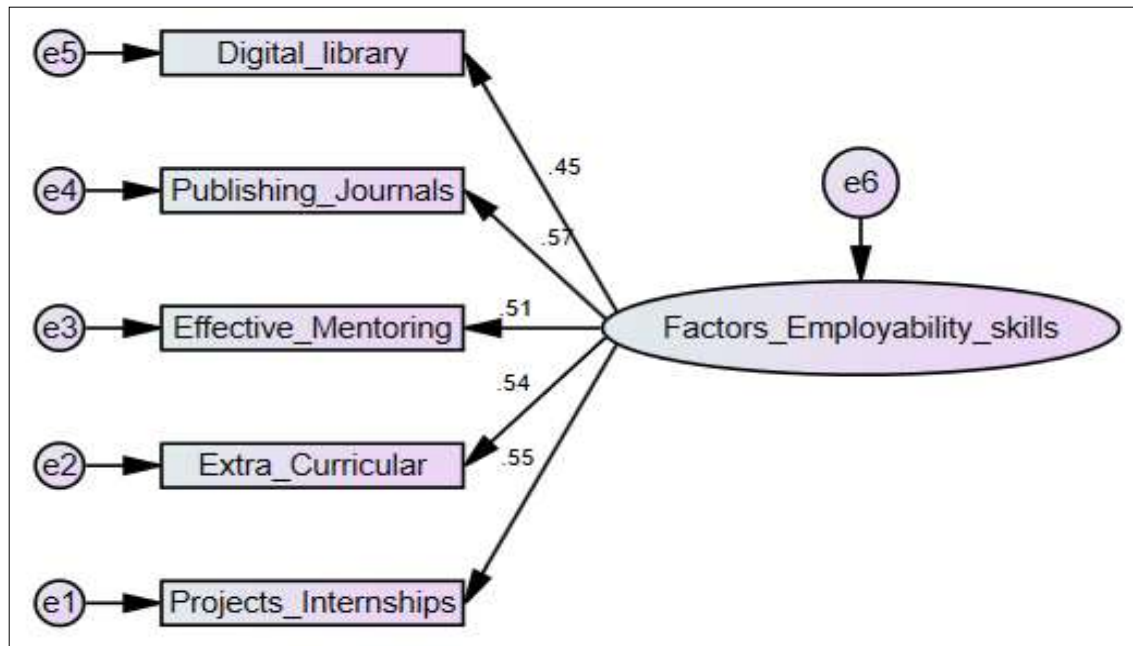 e5
Digital_library
.45
e4
Publishing_Journals
.57
e6
e3
Effective_Mentoring
.51
Factors_Employability_skills
.54
e2
Extra_Curricular
.55
e1
Projects_Internships